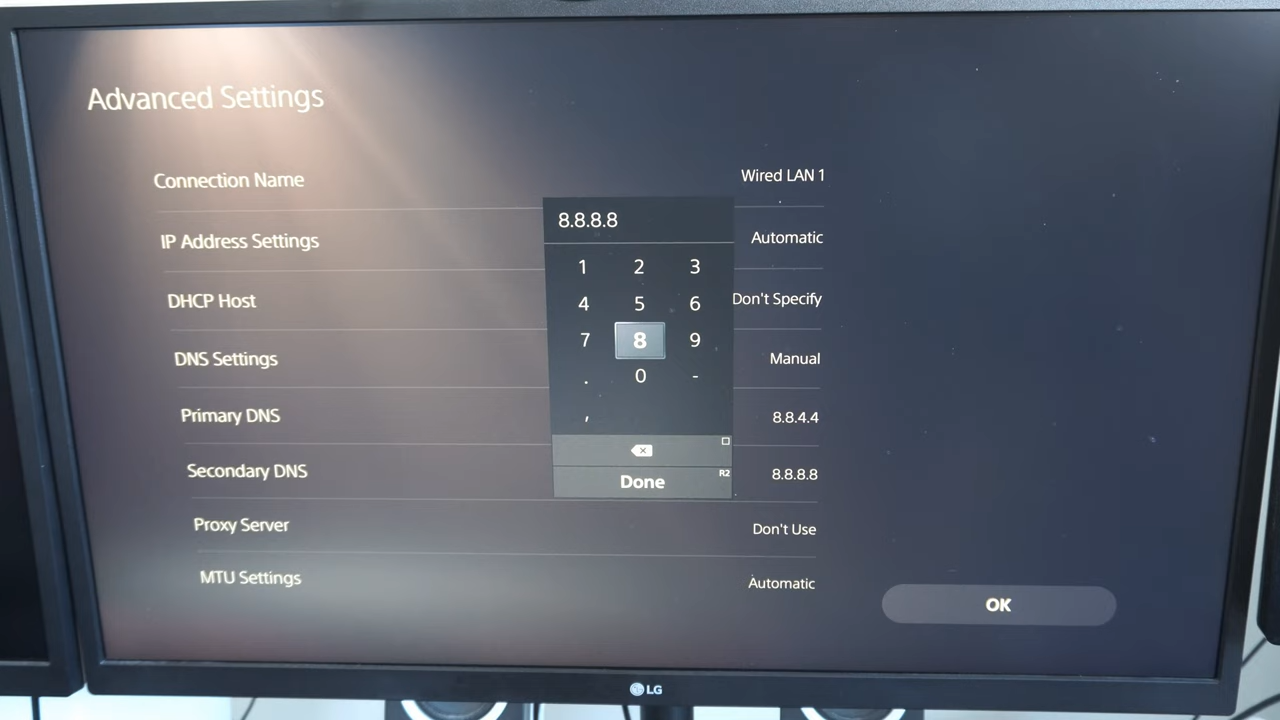 Advanced Settings
Connection Name Wired LAN 1
IP Address Settings Automatic
DHCP Host Don't Specify
DNS Settings Manual
Primary DNS 8.8.4.4
Secondary DNS 8.8.8.8
Proxy Server Don't Use
MTU Settings Automatic
8.8.8.8
1 2 3
4 5 6
7 8 9
. 0 -
,
Done R2
OK
LG